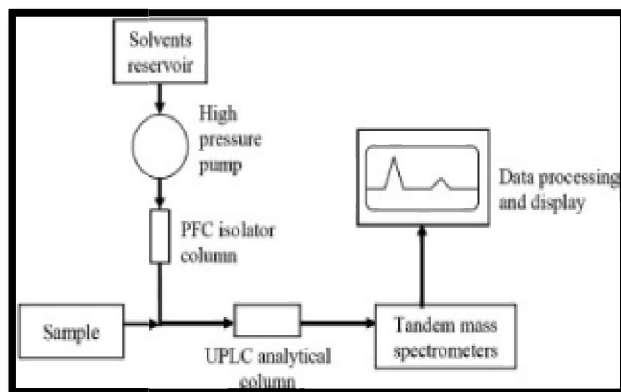 Solvents
reservoir
High
pressure
pump
PFC isolator
column
Data processing
and display
Sample
UPLC analytical
column
Tandem mass
spectrometers